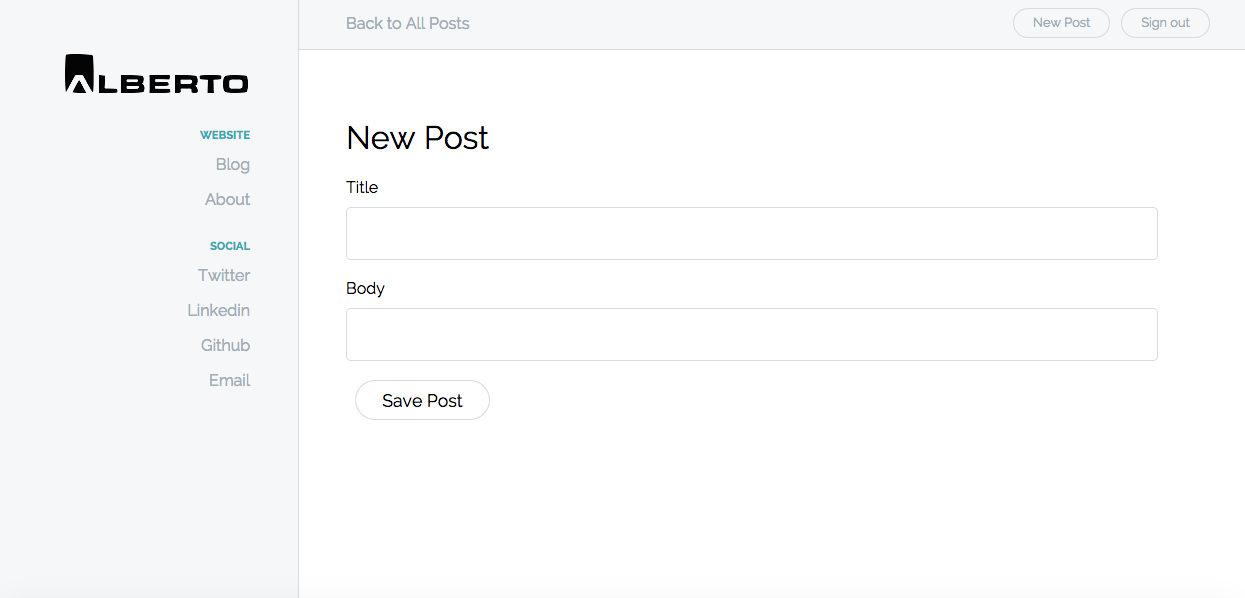 ALBERTO
WEBSITE
Blog
About
SOCIAL
Twitter
Linkedin
Github
Email
Back to All Posts
New Post
Sign out
New Post
Title
Body
Save Post